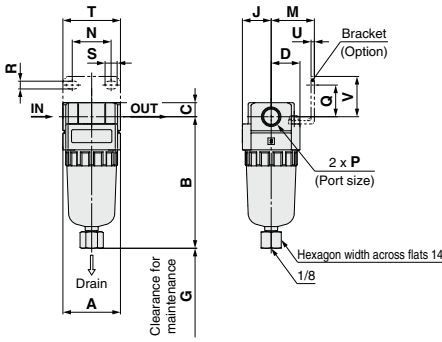 T
J
M
N
D
U
S
Bracket
(Option)
R
Q
V
C
IN
OUT
2 x P
(Port size)
B
Hexagon width across flats 14
1/8
Drain
A
Clearance for
maintenance
G